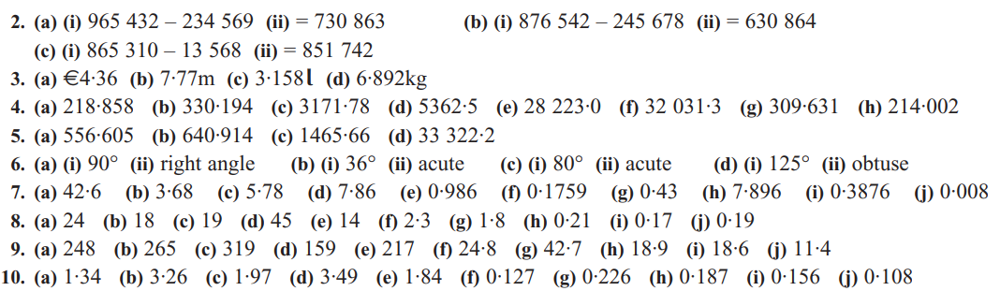 2. (a) (i) 965 432 – 234 569 (ii) = 730 863 (b) (i) 876 542 – 245 678 (ii) = 630 864
(c) (i) 865 310 – 13 568 (ii) = 851 742
3. (a) €4·36 (b) 7·77m (c) 3·158l (d) 6·892kg
4. (a) 218·858 (b) 330·194 (c) 3171·78 (d) 5362·5 (e) 28 223·0 (f) 32 031·3 (g) 309·631 (h) 214·002
5. (a) 556·605 (b) 640·914 (c) 1465·66 (d) 33 322·2
6. (a) (i) 90° (ii) right angle (b) (i) 36° (ii) acute (c) (i) 80° (ii) acute (d) (i) 125° (ii) obtuse
7. (a) 42·6 (b) 3·68 (c) 5·78 (d) 7·86 (e) 0·986 (f) 0·1759 (g) 0·43 (h) 7·896 (i) 0·3876 (j) 0·008
8. (a) 24 (b) 18 (c) 19 (d) 45 (e) 14 (f) 2·3 (g) 1·8 (h) 0·21 (i) 0·17 (j) 0·19
9. (a) 248 (b) 265 (c) 319 (d) 159 (e) 217 (f) 24·8 (g) 42·7 (h) 18·9 (i) 18·6 (j) 11·4
10. (a) 1·34 (b) 3·26 (c) 1·97 (d) 3·49 (e) 1·84 (f) 0·127 (g) 0·226 (h) 0·187 (i) 0·156 (j) 0·108